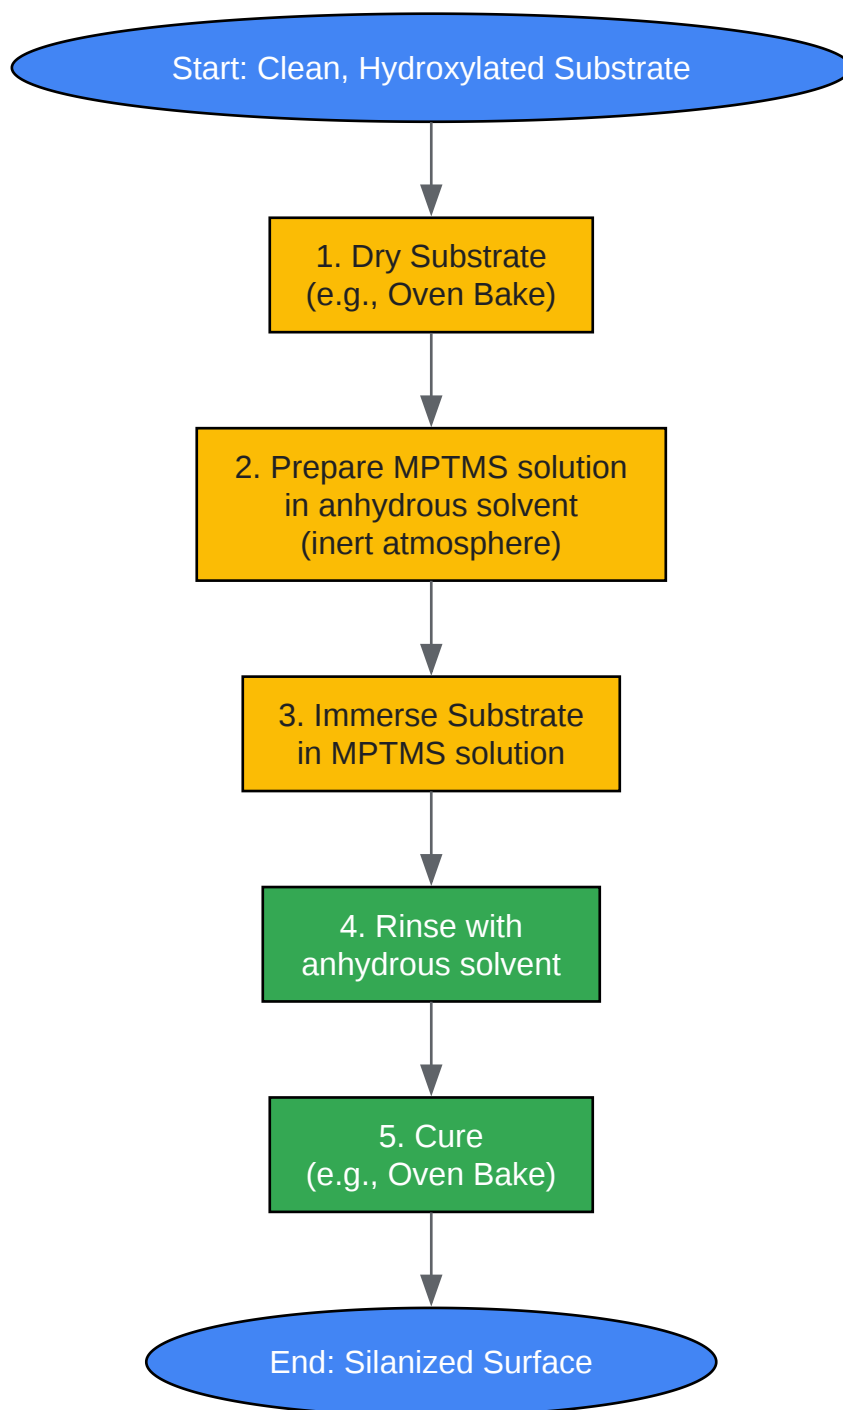 Start: Clean, Hydroxylated Substrate
1. Dry Substrate
(e.g., Oven Bake)
2. Prepare MPTMS solution
in anhydrous solvent
(inert atmosphere)
3. Immerse Substrate
in MPTMS solution
4. Rinse with
anhydrous solvent
5. Cure
(e.g., Oven Bake)
End: Silanized Surface